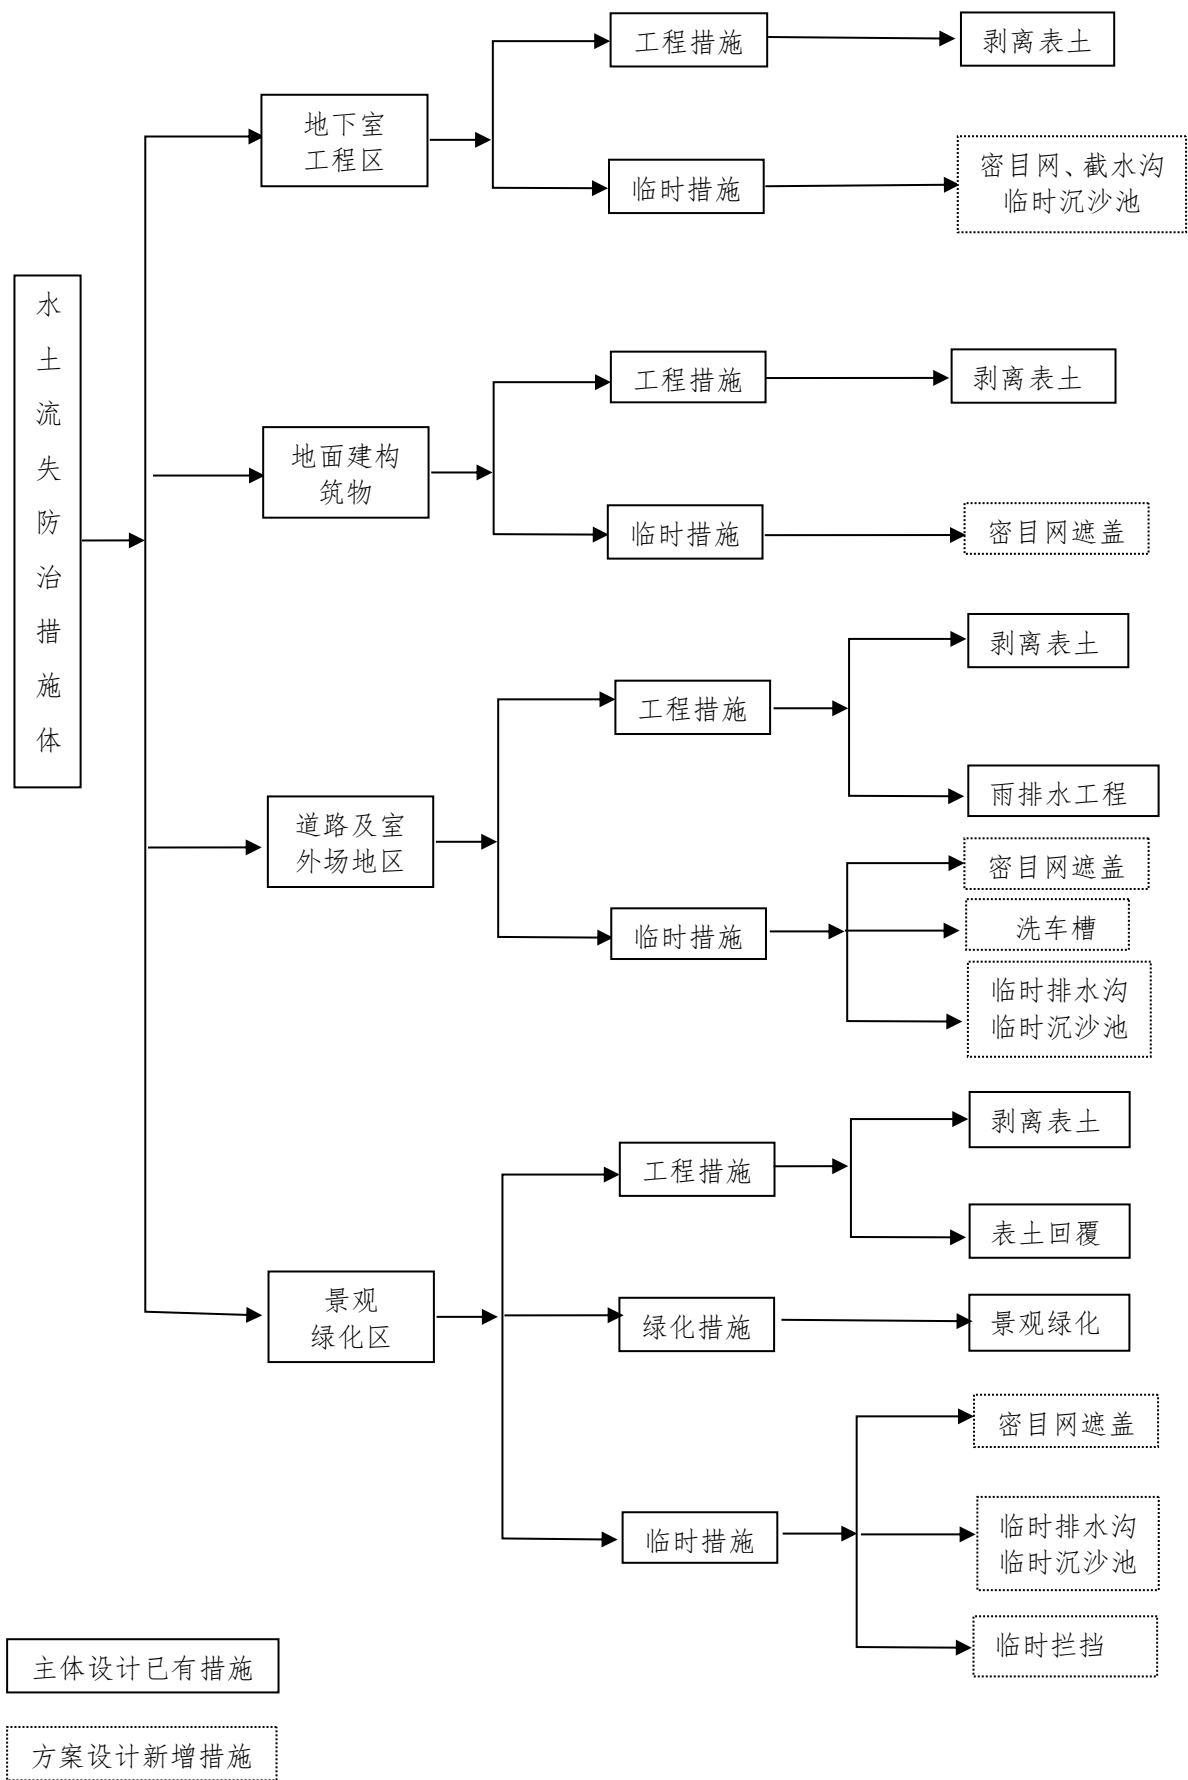 水土流失防治措施体
地下室
工程区
工程措施
剥离表土
临时措施
密目网、截水沟
临时沉沙池
地面建构
筑物
工程措施
剥离表土
临时措施
密目网遮盖
道路及室
外场地区
工程措施
剥离表土
雨排水工程
临时措施
密目网遮盖
洗车槽
临时排水沟
临时沉沙池
景观
绿化区
工程措施
剥离表土
表土回覆
绿化措施
景观绿化
临时措施
密目网遮盖
临时排水沟
临时沉沙池
临时拦挡
主体设计已有措施
方案设计新增措施